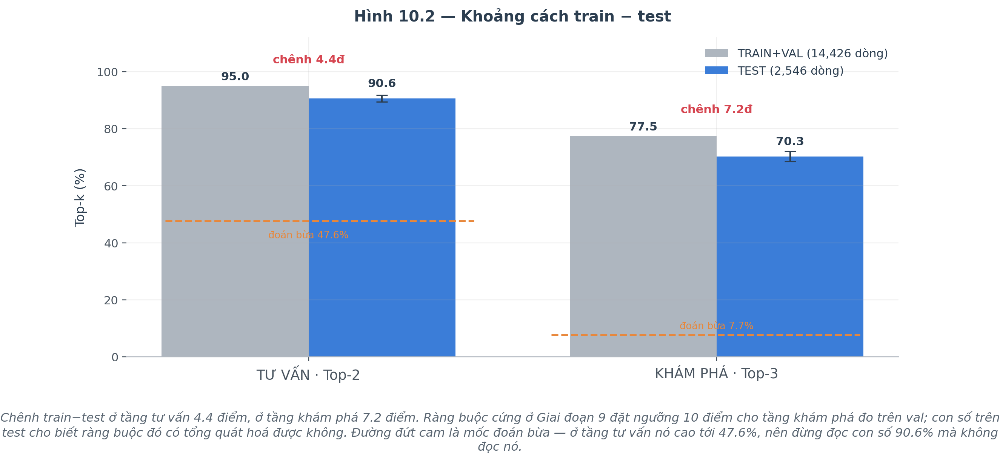 Hình 10.2 — Khoảng cách train − test
chênh 4.4đ
TRAIN+VAL (14,426 dòng)
TEST (2,546 dòng)
100
95.0
90.6
chênh 7.2đ
80
77.5
70.3
Top-k (%)
60
đoán bừa 47.6%
40
20
đoán bừa 7.7%
0
TƯ VẤN · Top-2
KHÁM PHÁ · Top-3
Chênh train−test ở tầng tư vấn 4.4 điểm, ở tầng khám phá 7.2 điểm. Ràng buộc cứng ở Giai đoạn 9 đặt ngưỡng 10 điểm cho tầng khám phá đo trên val; con số trên
test cho biết ràng buộc đó có tổng quát hoá được không. Đường đứt cam là mốc đoán bừa — ở tầng tư vấn nó cao tới 47.6%, nên đừng đọc con số 90.6% mà không
đọc nó.